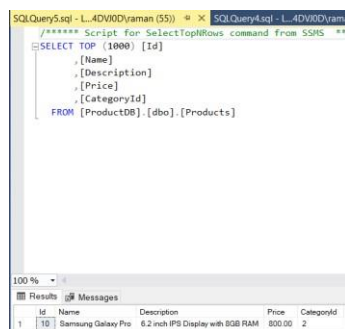 SQLQuery5.sql - L...4DVJ0D\raman (55)) SQLQuery4.sql - L...4DVJ0D\ram
/****** Script for SelectTopNRows command from SSMS **
SELECT TOP (1000) [Id]
,[Name]
,[Description]
,[Price]
,[CategoryId]
FROM [ProductDB].[dbo].[Products]
100 %
Results Messages
Id Name Description Price CategoryId
1 10 Samsung Galaxy Pro 6.2 inch IPS Display with 8GB RAM 800.00 2